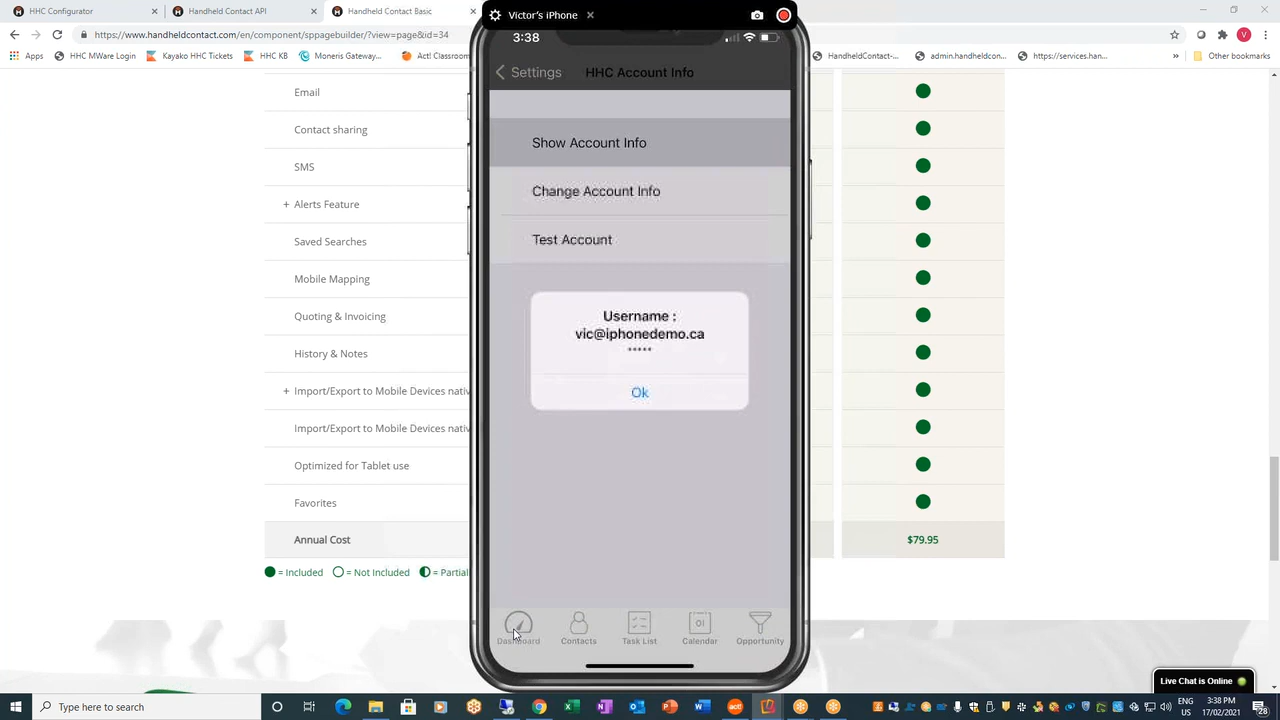 HHC Configurator
Handheld Contact API
Handheld Contact Basic
Victor's iPhone
https://www.handheldcontact.com/en/component/sppagebuilder/?view=page&id=34
V
Apps
HHC MWare Login
Kayako HHC Tickets
HHC KB
Moneris Gateway...
Act! Classroom
HandheldContact-...
admin.handheldcon...
https://services.han...
Other bookmarks
3:38
Settings
HHC Account Info
Show Account Info
Change Account Info
Test Account
Username :
vic@iphonedemo.ca
*****
Ok
Dashboard
Contacts
Task List
Calendar
Opportunity
Email
Contact sharing
SMS
+ Alerts Feature
Saved Searches
Mobile Mapping
Quoting & Invoicing
History & Notes
+ Import/Export to Mobile Devices nativ
Import/Export to Mobile Devices nativ
Optimized for Tablet use
Favorites
Annual Cost
$79.95
= Included
= Not Included
= Partial
Live Chat is Online
Type here to search
act!
ENG
US
3:38 PM
17/02/2021